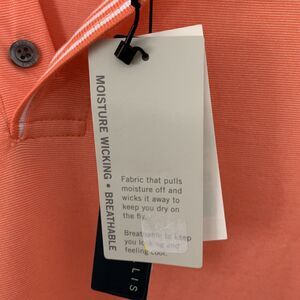 MOISTURE WICKING • BREATHABLE
Fabric that pulls
moisture off and
wicks it away to
keep you dry on
the fly.
Breathable to keep
you looking and
feeling cool.
LIS